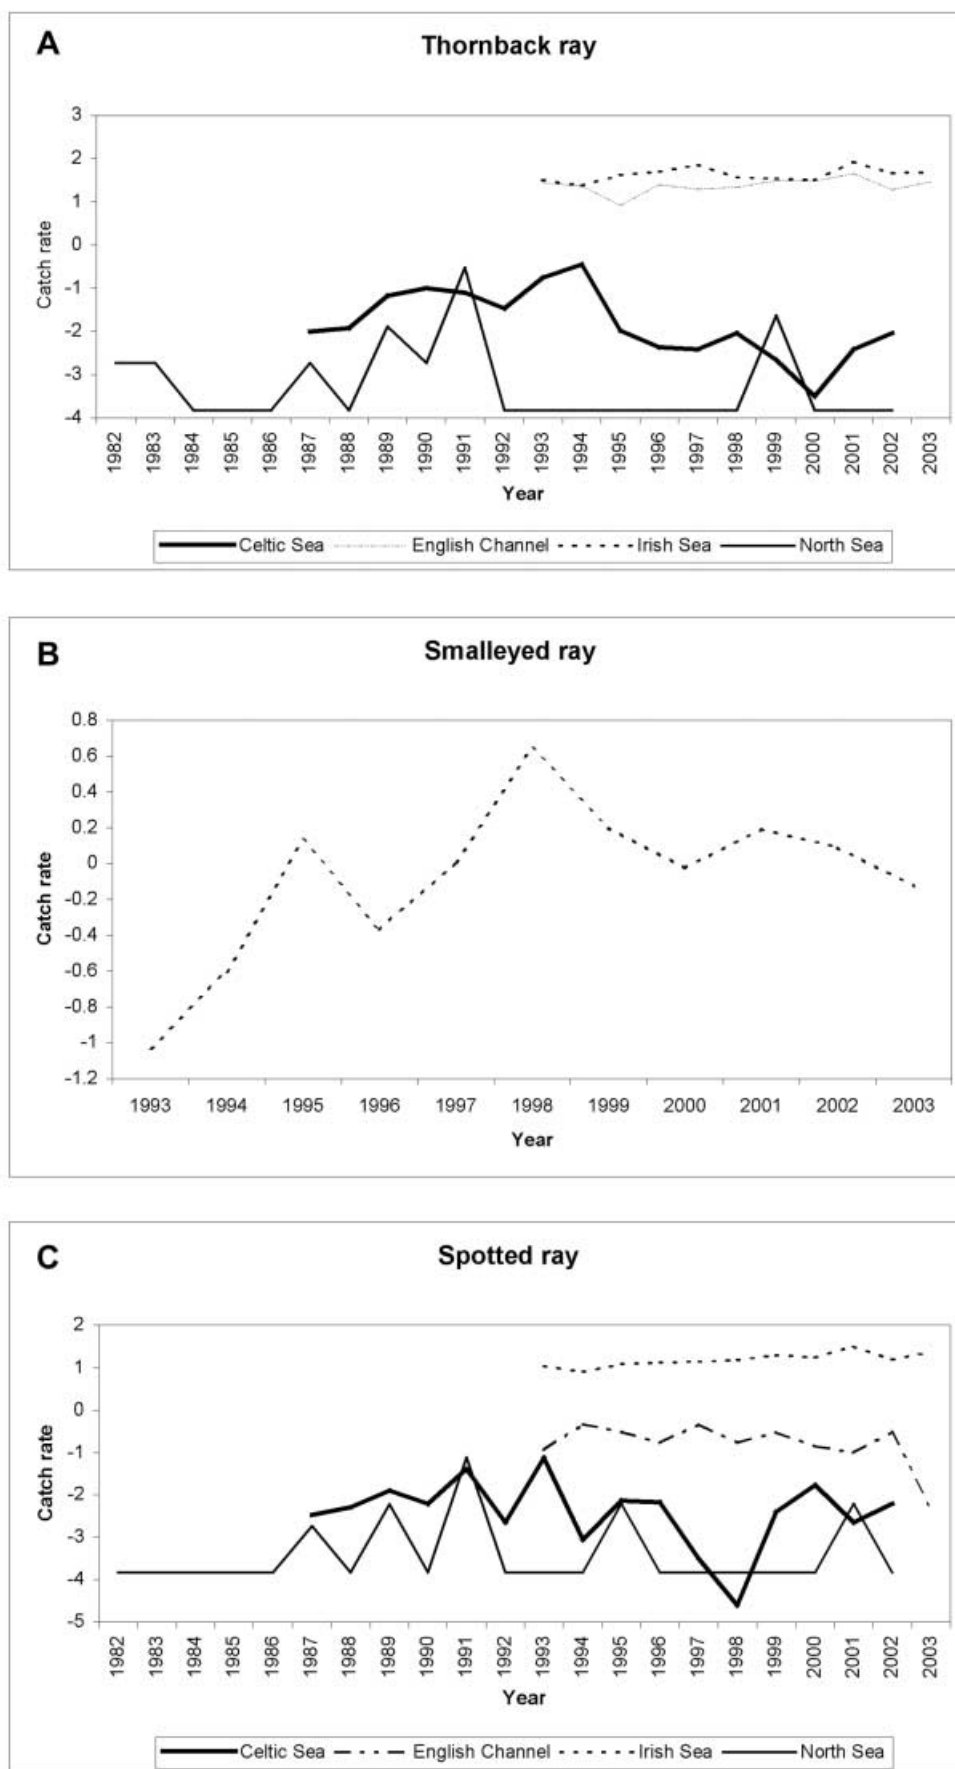 A
Thornback ray
3
2
1
0
-1
-2
-3
-4
Catch rate
1982 1983 1984 1985 1986 1987 1988 1989 1990 1991 1992 1993 1994 1995 1996 1997 1998 1999 2000 2001 2002 2003
Year
Celtic Sea English Channel Irish Sea North Sea
B
Smalleyed ray
0.8
0.6
0.4
0.2
0
-0.2
-0.4
-0.6
-0.8
-1
-1.2
Catch rate
1993 1994 1995 1996 1997 1998 1999 2000 2001 2002 2003
Year
C
Spotted ray
2
1
0
-1
-2
-3
-4
-5
Catch rate
1982 1983 1984 1985 1986 1987 1988 1989 1990 1991 1992 1993 1994 1995 1996 1997 1998 1999 2000 2001 2002 2003
Year
Celtic Sea English Channel Irish Sea North Sea